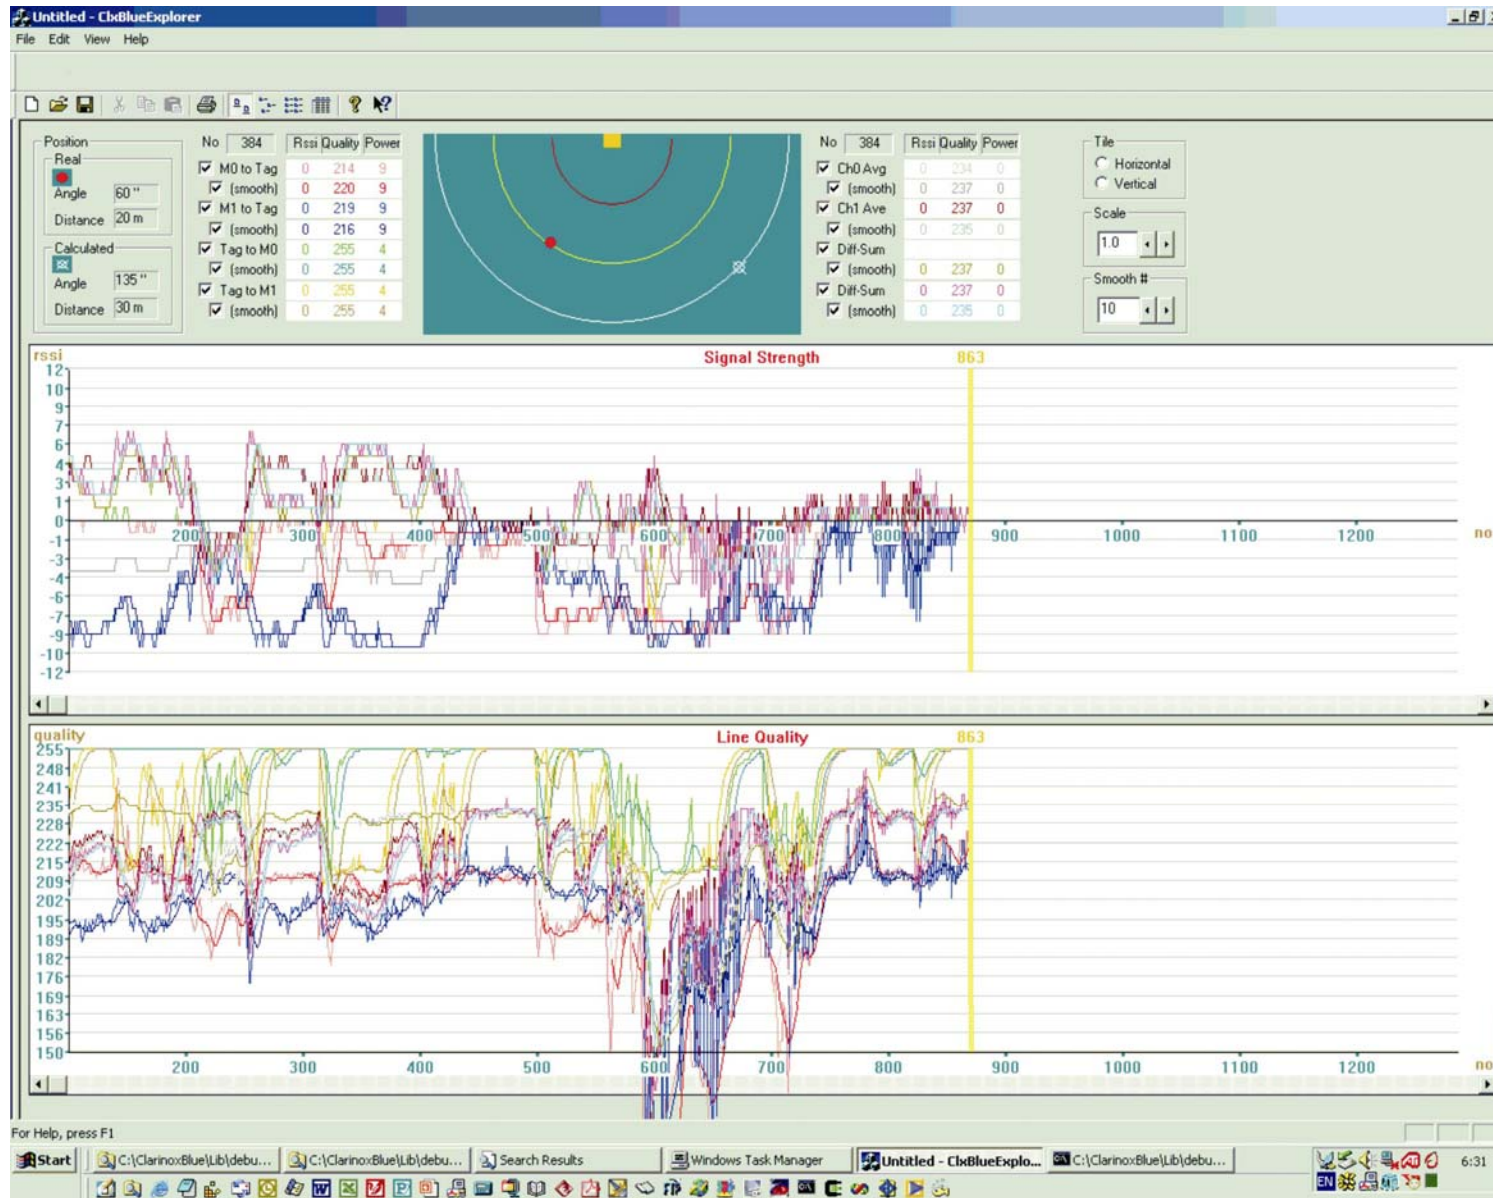 Untitled - ClxBlueExplorer
File Edit View Help
Position
Real
Angle 60 "
Distance 20 m
Calculated
Angle 135 "
Distance 30 m
No 384 Rssi Quality Power
M0 to Tag 0 214 9
(smooth) 0 220 9
M1 to Tag 0 219 9
(smooth) 0 216 9
Tag to M0 0 255 4
(smooth) 0 255 4
Tag to M1 0 255 4
(smooth) 0 255 4
No 384 Rssi Quality Power
Ch0 Avg 0 234 0
(smooth) 0 237 0
Ch1 Ave 0 237 0
(smooth) 0 235 0
Diff-Sum
(smooth) 0 237 0
Diff-Sum 0 237 0
(smooth) 0 235 0
Tile
Horizontal
Vertical
Scale
1.0
Smooth #
10
rssi Signal Strength 863
12
10
9
7
6
4
3
1
0
200 300 400 500 600 700 800 900 1000 1100 1200 no
-1
-3
-4
-6
-7
-9
-10
-12
quality Line Quality 863
255
248
241
235
228
222
215
209
202
195
189
182
176
169
163
156
150
200 300 400 500 600 700 800 900 1000 1100 1200 no
For Help, press F1
Start C:\ClarinoxBlue\Lib\debu... C:\ClarinoxBlue\Lib\debu... Search Results Windows Task Manager Untitled - ClxBlueExplo... C:\ClarinoxBlue\Lib\debu... 6:31
EN